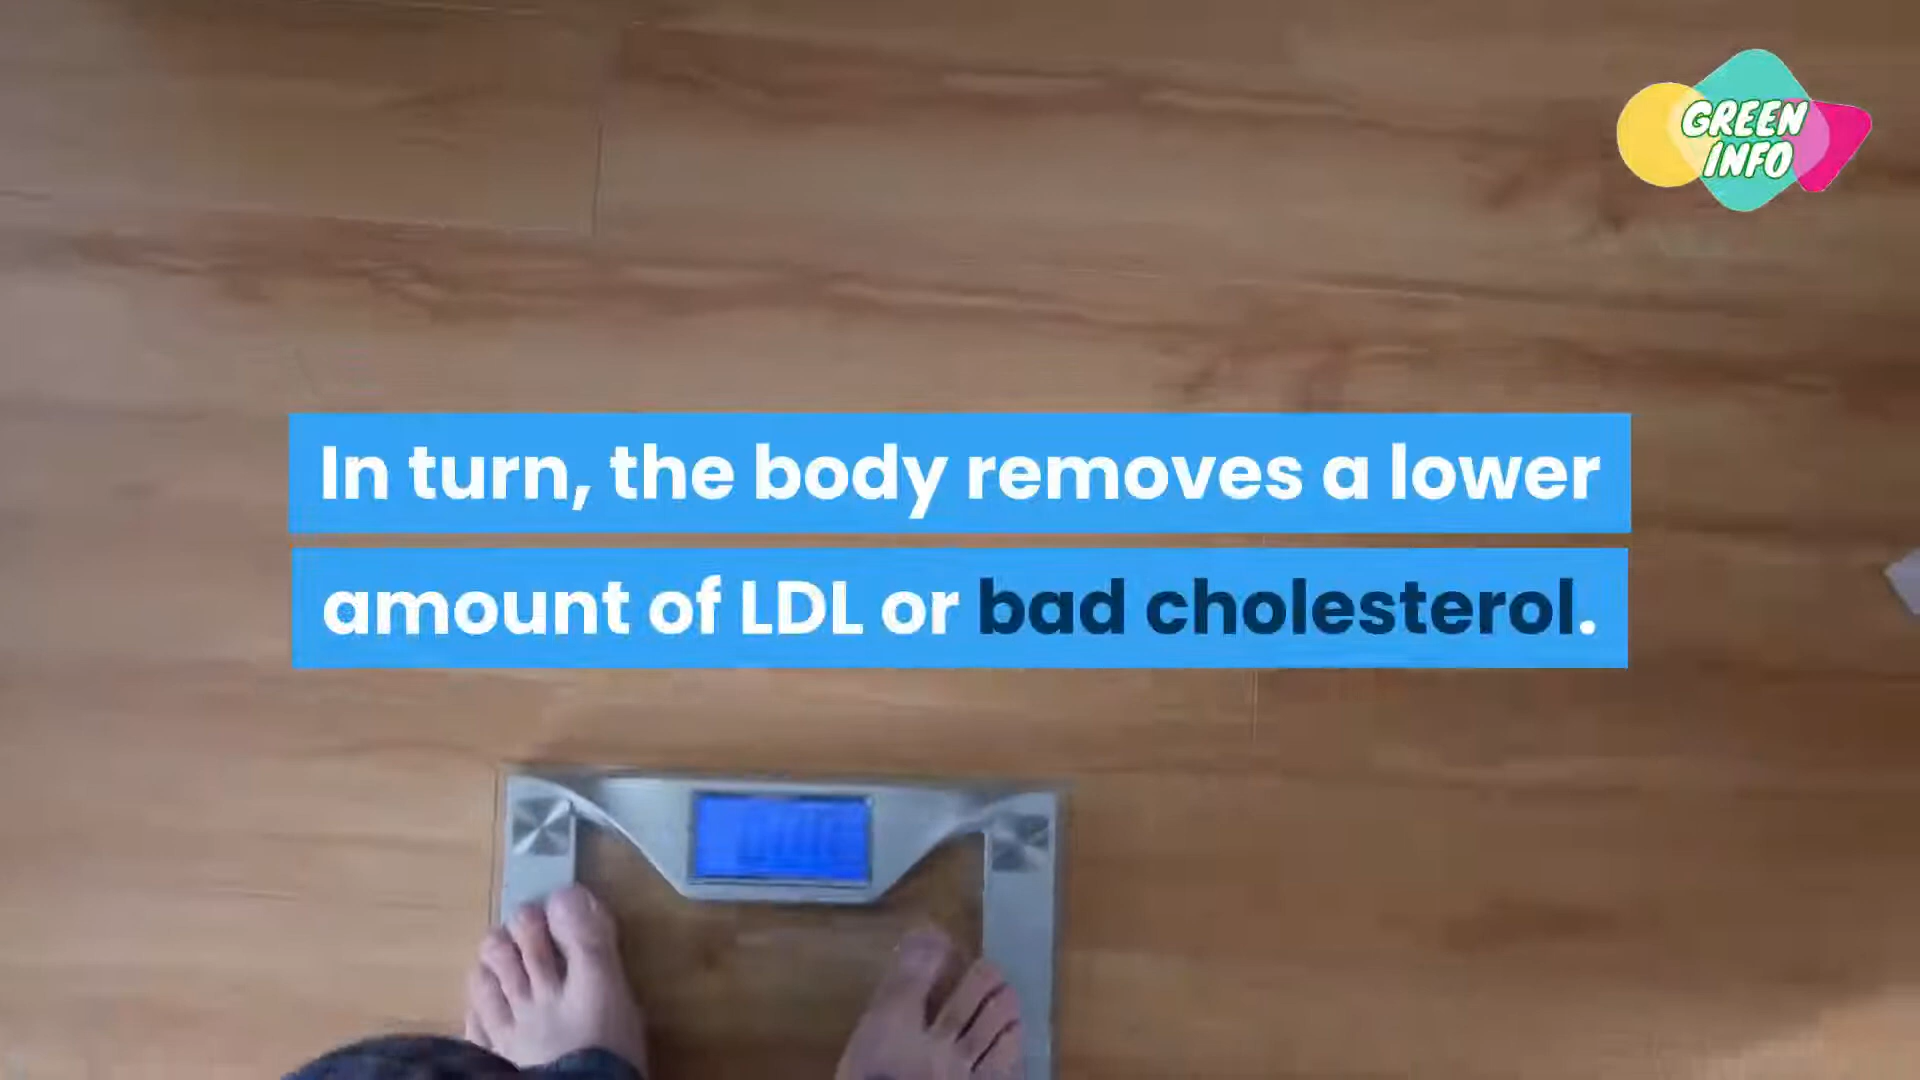 GREEN
INFO
In turn, the body removes a lower
amount of LDL or bad cholesterol.